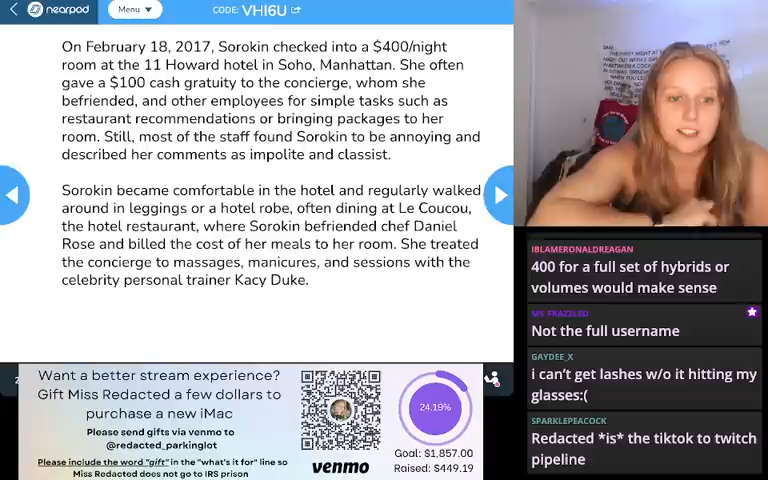 nearpod
Menu
CODE: VHI6U
On February 18, 2017, Sorokin checked into a $400/night
room at the 11 Howard hotel in Soho, Manhattan. She often
gave a $100 cash gratuity to the concierge, whom she
befriended, and other employees for simple tasks such as
restaurant recommendations or bringing packages to her
room. Still, most of the staff found Sorokin to be annoying and
described her comments as impolite and classist.
Sorokin became comfortable in the hotel and regularly walked
around in leggings or a hotel robe, often dining at Le Coucou,
the hotel restaurant, where Sorokin befriended chef Daniel
Rose and billed the cost of her meals to her room. She treated
the concierge to massages, manicures, and sessions with the
celebrity personal trainer Kacy Duke.
Want a better stream experience?
Gift Miss Redacted a few dollars to
purchase a new iMac
Please send gifts via venmo to
@redacted_parkinglot
Please include the word "gift" in the "what's it for" line so
Miss Redacted does not go to IRS prison
venmo
24.19%
Goal: $1,857.00
Raised: $449.19
IBLAMERONALDREAGAN
400 for a full set of hybrids or
volumes would make sense
MS_FRAZZLED
Not the full username
GAYDEE_X
i can't get lashes w/o it hitting my
glasses:(
SPARKLEPEACOCK
Redacted *is* the tiktok to twitch
pipeline